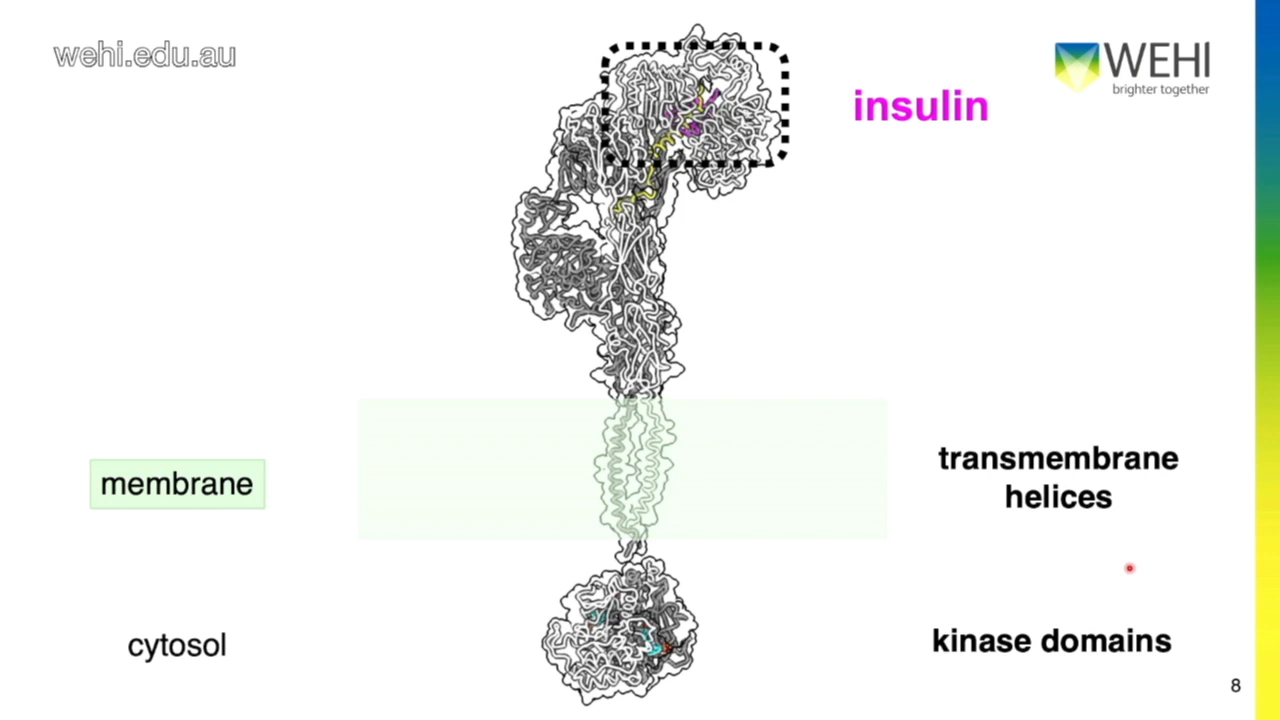 wehi.edu.au
WEHI
brighter together
insulin
transmembrane
helices
membrane
cytosol
kinase domains
8